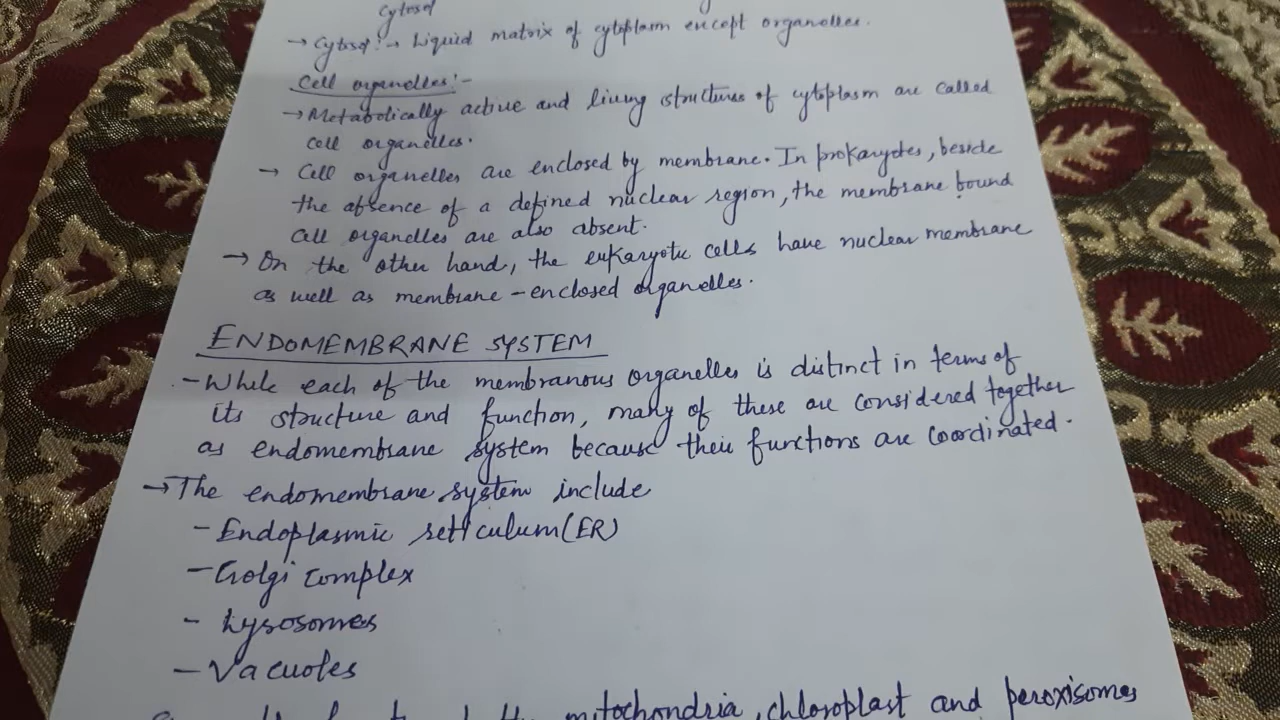 Cytosol
→ Cytosol:→ Liquid matrix of cytoplasm except organelles.
Cell organelles:-
→ Metabolically active and living structures of cytoplasm are called
cell organelles.
→ Cell organelles are enclosed by membrane. In prokaryotes, beside
the absence of a defined nuclear region, the membrane bound
cell organelles are also absent.
→ On the other hand, the eukaryotic cells have nuclear membrane
as well as membrane-enclosed organelles.
ENDOMEMBRANE SYSTEM
- While each of the membranous organelles is distinct in terms of
its structure and function, many of these are considered together
as endomembrane system because their functions are coordinated.
→ The endomembrane system include
- Endoplasmic reticulum (ER)
- Golgi complex
- Lysosomes
- Vacuoles
mitochondria, chloroplast and peroxisomes